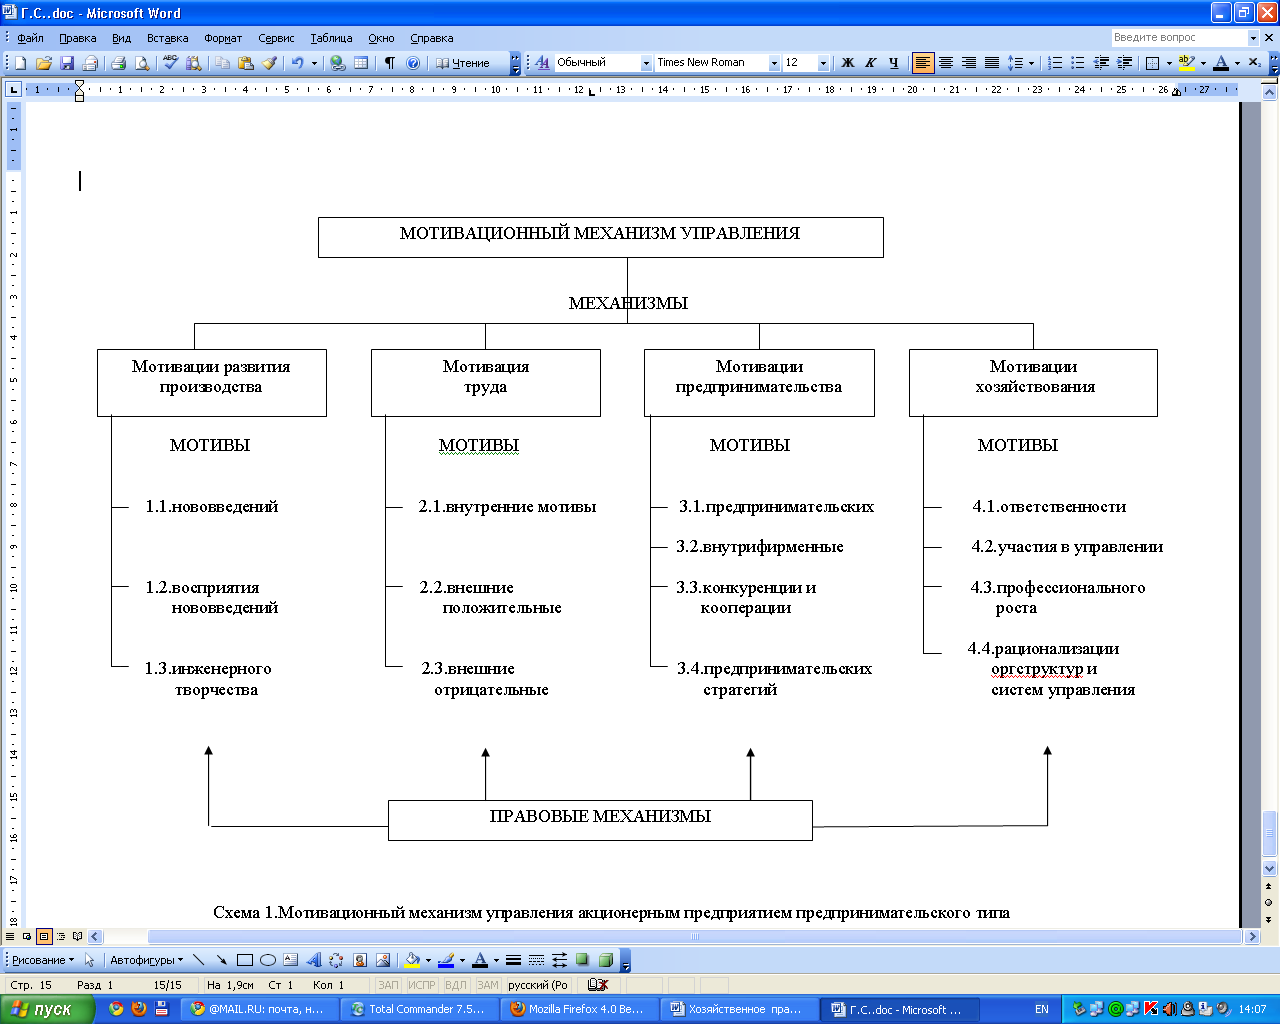 Г.С..doc - Microsoft Word
Файл Правка Вид Вставка Формат Сервис Таблица Окно Справка
Введите вопрос
Чтение
Обычный
Times New Roman
12
Ж К Ч
МОТИВАЦИОННЫЙ МЕХАНИЗМ УПРАВЛЕНИЯ
МЕХАНИЗМЫ
Мотивации развития
производства
Мотивация
труда
Мотивации
предпринимательства
Мотивации
хозяйствования
МОТИВЫ
1.1.нововведений
1.2.восприятия
нововведений
1.3.инженерного
творчества
МОТИВЫ
2.1.внутренние мотивы
2.2.внешние
положительные
2.3.внешние
отрицательные
МОТИВЫ
3.1.предпринимательских
3.2.внутрифирменные
3.3.конкуренции и
кооперации
3.4.предпринимательских
стратегий
МОТИВЫ
4.1.ответственности
4.2.участия в управлении
4.3.профессионального
роста
4.4.рационализации
оргструктур и
систем управления
ПРАВОВЫЕ МЕХАНИЗМЫ
Схема 1.Мотивационный механизм управления акционерным предприятием предпринимательского типа
Рисование Автофигуры
Стр. 15 Разд 1 15/15 На 1,9см Ст 1 Кол 1 ЗАП ИСПР ВДЛ ЗАМ русский (Ро
пуск
@MAIL.RU: почта, н...
Total Commander 7.5...
Mozilla Firefox 4.0 Be...
Хозяйственное пра...
Г.С..doc - Microsoft ...
EN
14:07